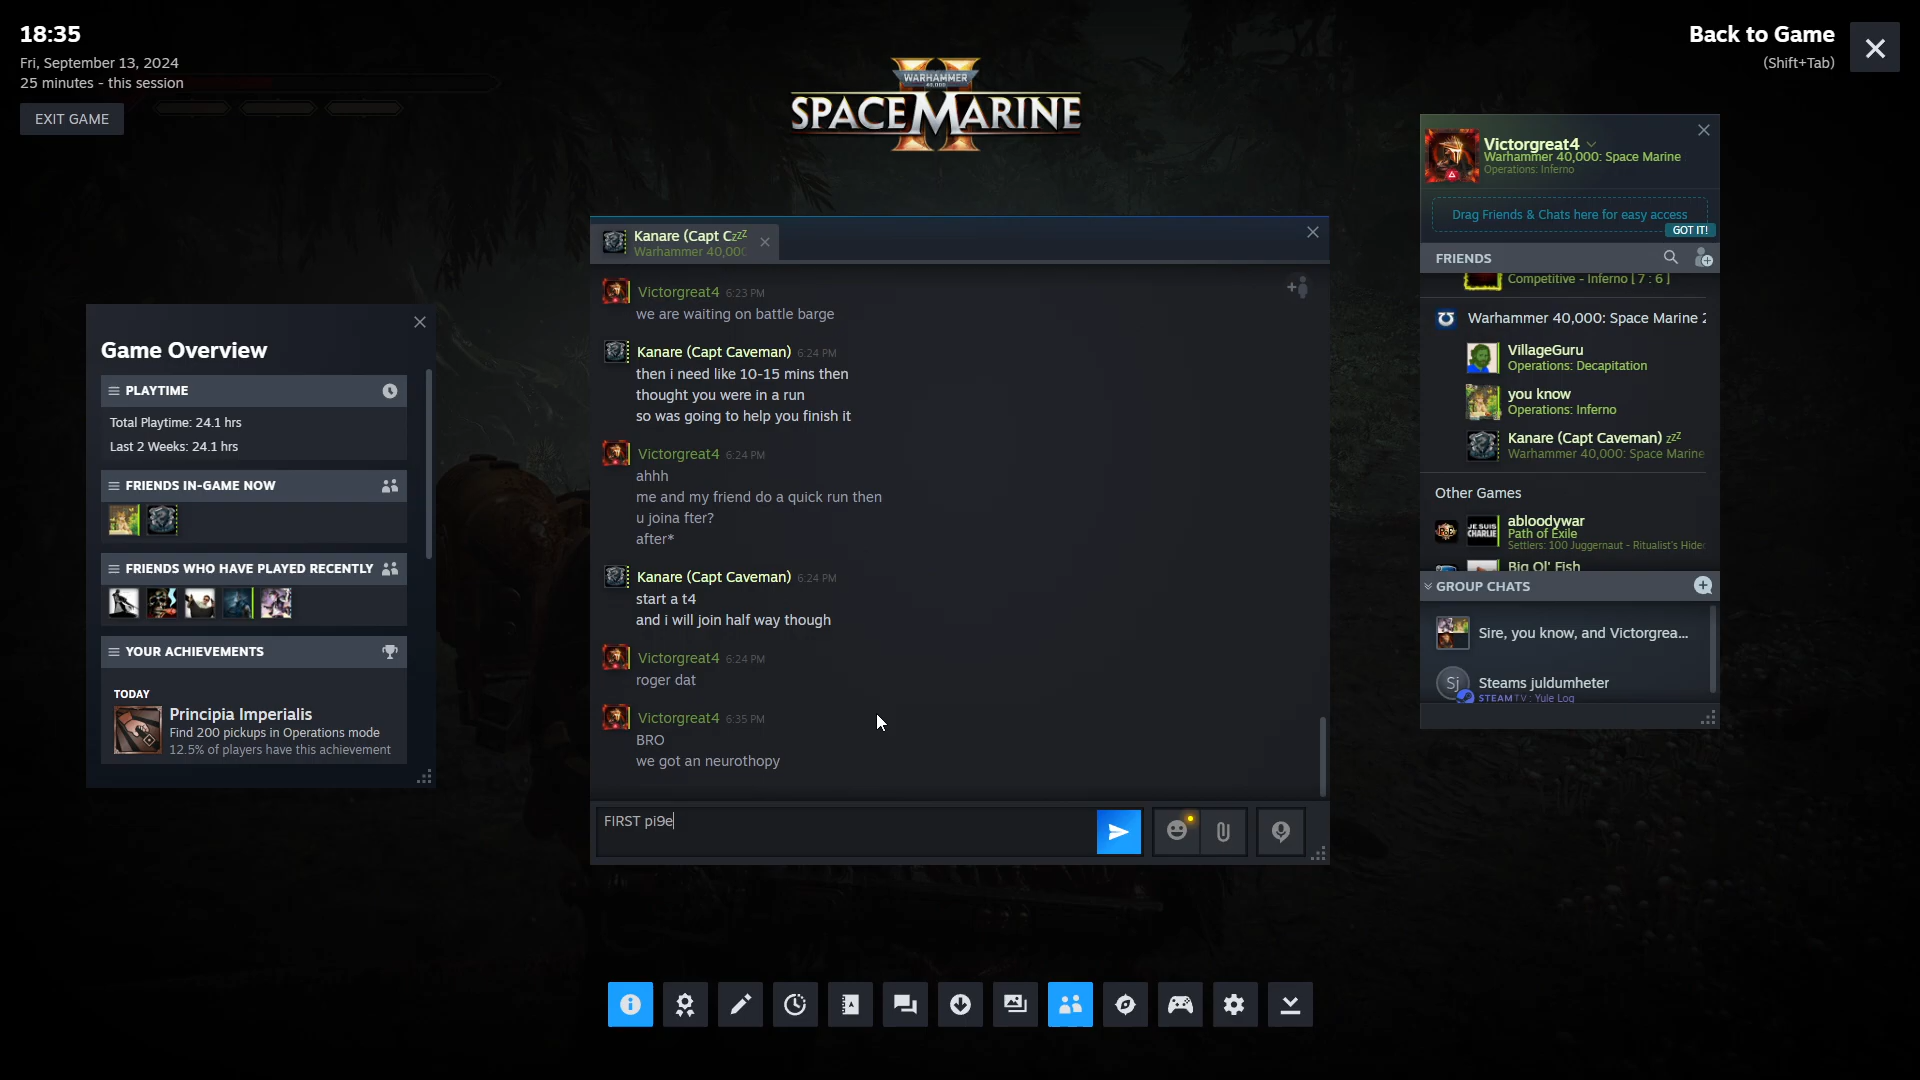 18:35
Fri, September 13, 2024
25 minutes - this session
EXIT GAME
WARHAMMER
40,000
SPACE MARINE
II
Back to Game
(Shift+Tab)
Game Overview
PLAYTIME
Total Playtime: 24.1 hrs
Last 2 Weeks: 24.1 hrs
FRIENDS IN-GAME NOW
FRIENDS WHO HAVE PLAYED RECENTLY
YOUR ACHIEVEMENTS
TODAY
Principia Imperialis
Find 200 pickups in Operations mode
12.5% of players have this achievement
Kanare (Capt C zzZ
Warhammer 40,00
Victorgreat4 6:23 PM
we are waiting on battle barge
Kanare (Capt Caveman) 6:24 PM
then i need like 10-15 mins then
thought you were in a run
so was going to help you finish it
Victorgreat4 6:24 PM
ahhh
me and my friend do a quick run then
u joina fter?
after*
Kanare (Capt Caveman) 6:24 PM
start a t4
and i will join half way though
Victorgreat4 6:24 PM
roger dat
Victorgreat4 6:35 PM
BRO
we got an neurothopy
FIRST pi9e
Victorgreat4
Warhammer 40,000: Space Marine
Operations: Inferno
Drag Friends & Chats here for easy access
GOT IT!
FRIENDS
Competitive - Inferno [ 7 : 6 ]
Warhammer 40,000: Space Marine 2
VillageGuru
Operations: Decapitation
you know
Operations: Inferno
Kanare (Capt Caveman) zzZ
Warhammer 40,000: Space Marine
Other Games
JE SUIS
CHARLIE
abloodywar
Path of Exile
Settlers: 100 Juggernaut - Ritualist's Hide
Big Ol' Fish
GROUP CHATS
Sire, you know, and Victorgrea...
Sj
Steams juldumheter
STEAMTV : Yule Log